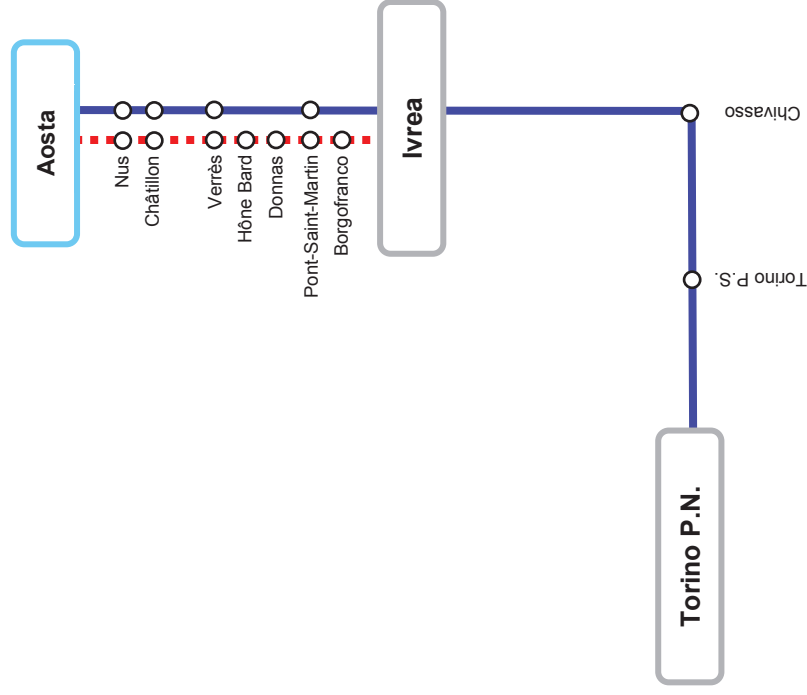 Aosta
Nus
Châtillon
Verrès
Hône Bard
Donnas
Pont-Saint-Martin
Borgofranco
Ivrea
Chivasso
Torino P.S.
Torino P.N.